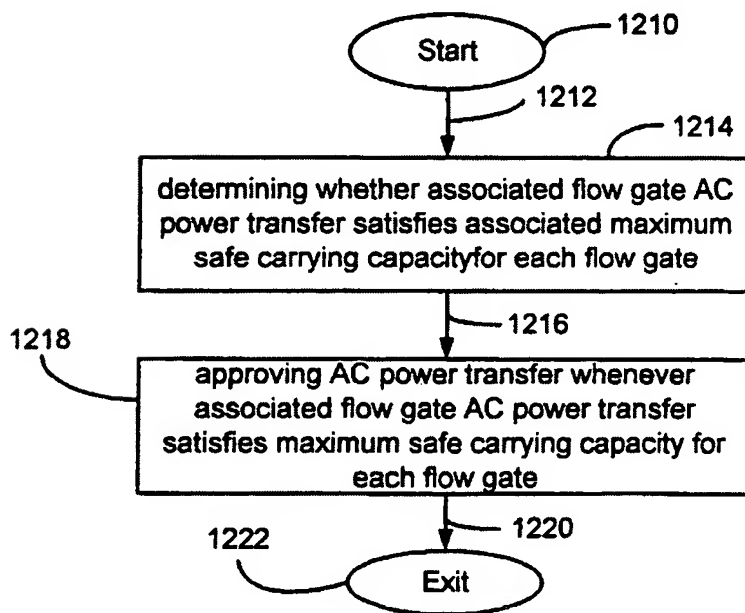 Start
1210
1212
1214
determining whether associated flow gate AC
power transfer satisfies associated maximum
safe carrying capacityfor each flow gate
1216
1218
approving AC power transfer whenever
associated flow gate AC power transfer
satisfies maximum safe carrying capacity for
each flow gate
1220
1222
Exit